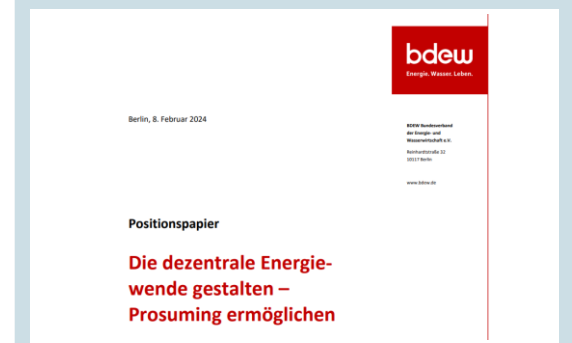 bdew
Energie. Wasser. Leben.
Berlin, 8. Februar 2024
BDEW Bundesverband
der Energie- und
Wasserwirtschaft e.V.
Reinhardtstraße 32
10117 Berlin
www.bdew.de
Positionspapier
Die dezentrale Energie-
wende gestalten –
Prosuming ermöglichen